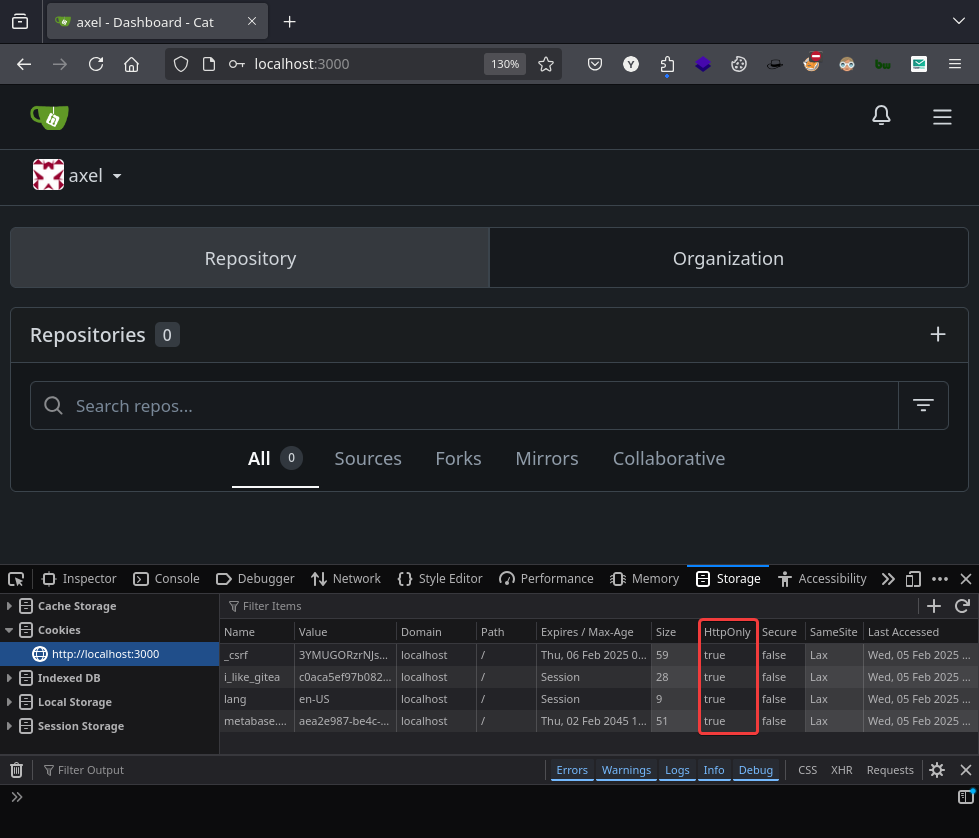 axel - Dashboard - Cat
localhost:3000
130%
Y
axel
Repository
Organization
Repositories 0
Search repos...
All 0 Sources Forks Mirrors Collaborative
Inspector Console Debugger Network Style Editor Performance Memory Storage Accessibility
Cache Storage
Cookies
http://localhost:3000
Indexed DB
Local Storage
Session Storage
Filter Items
Name Value Domain Path Expires / Max-Age Size HttpOnly Secure SameSite Last Accessed
_csrf 3YMUGORzrNJs... localhost / Thu, 06 Feb 2025 0... 59 true false Lax Wed, 05 Feb 2025 ...
i_like_gitea c0aca5ef97b082... localhost / Session 28 true false Lax Wed, 05 Feb 2025 ...
lang en-US localhost / Session 9 true false Lax Wed, 05 Feb 2025 ...
metabase.... aea2e987-be4c-... localhost / Thu, 02 Feb 2045 1... 51 true false Lax Wed, 05 Feb 2025 ...
Filter Output
Errors Warnings Logs Info Debug CSS XHR Requests